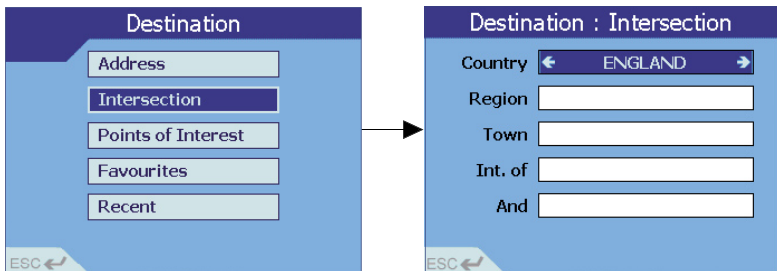 Destination
Address
Intersection
Points of Interest
Favourites
Recent
ESC
Destination : Intersection
Country ENGLAND
Region
Town
Int. of
And
ESC